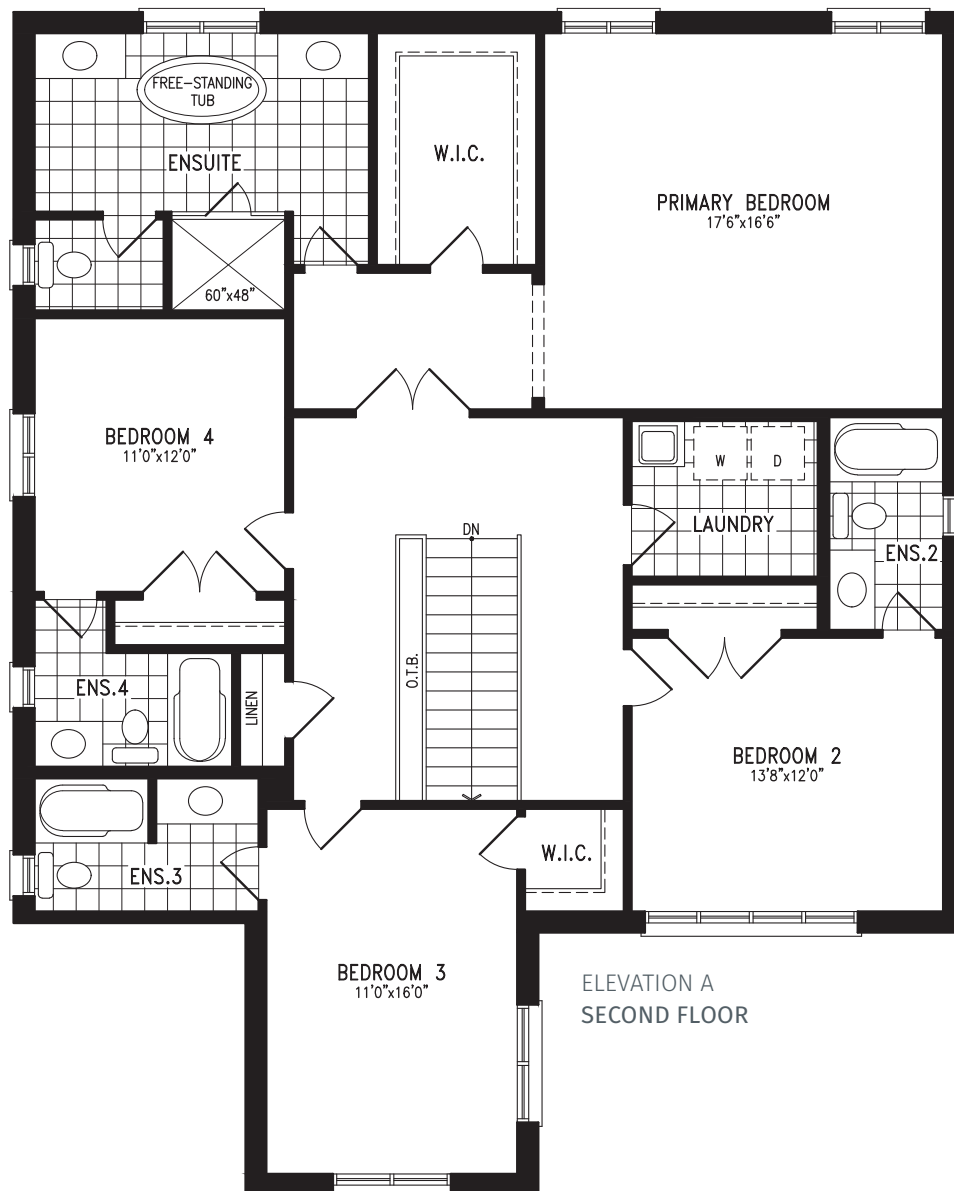 FREE-STANDING
TUB
ENSUITE
W.I.C.
PRIMARY BEDROOM
17'6"x16'6"
60"x48"
BEDROOM 4
11'0"x12'0"
W D
LAUNDRY
ENS.2
DN
O.T.B.
ENS.4
LINEN
BEDROOM 2
13'8"x12'0"
W.I.C.
ENS.3
BEDROOM 3
11'0"x16'0"
ELEVATION A
SECOND FLOOR